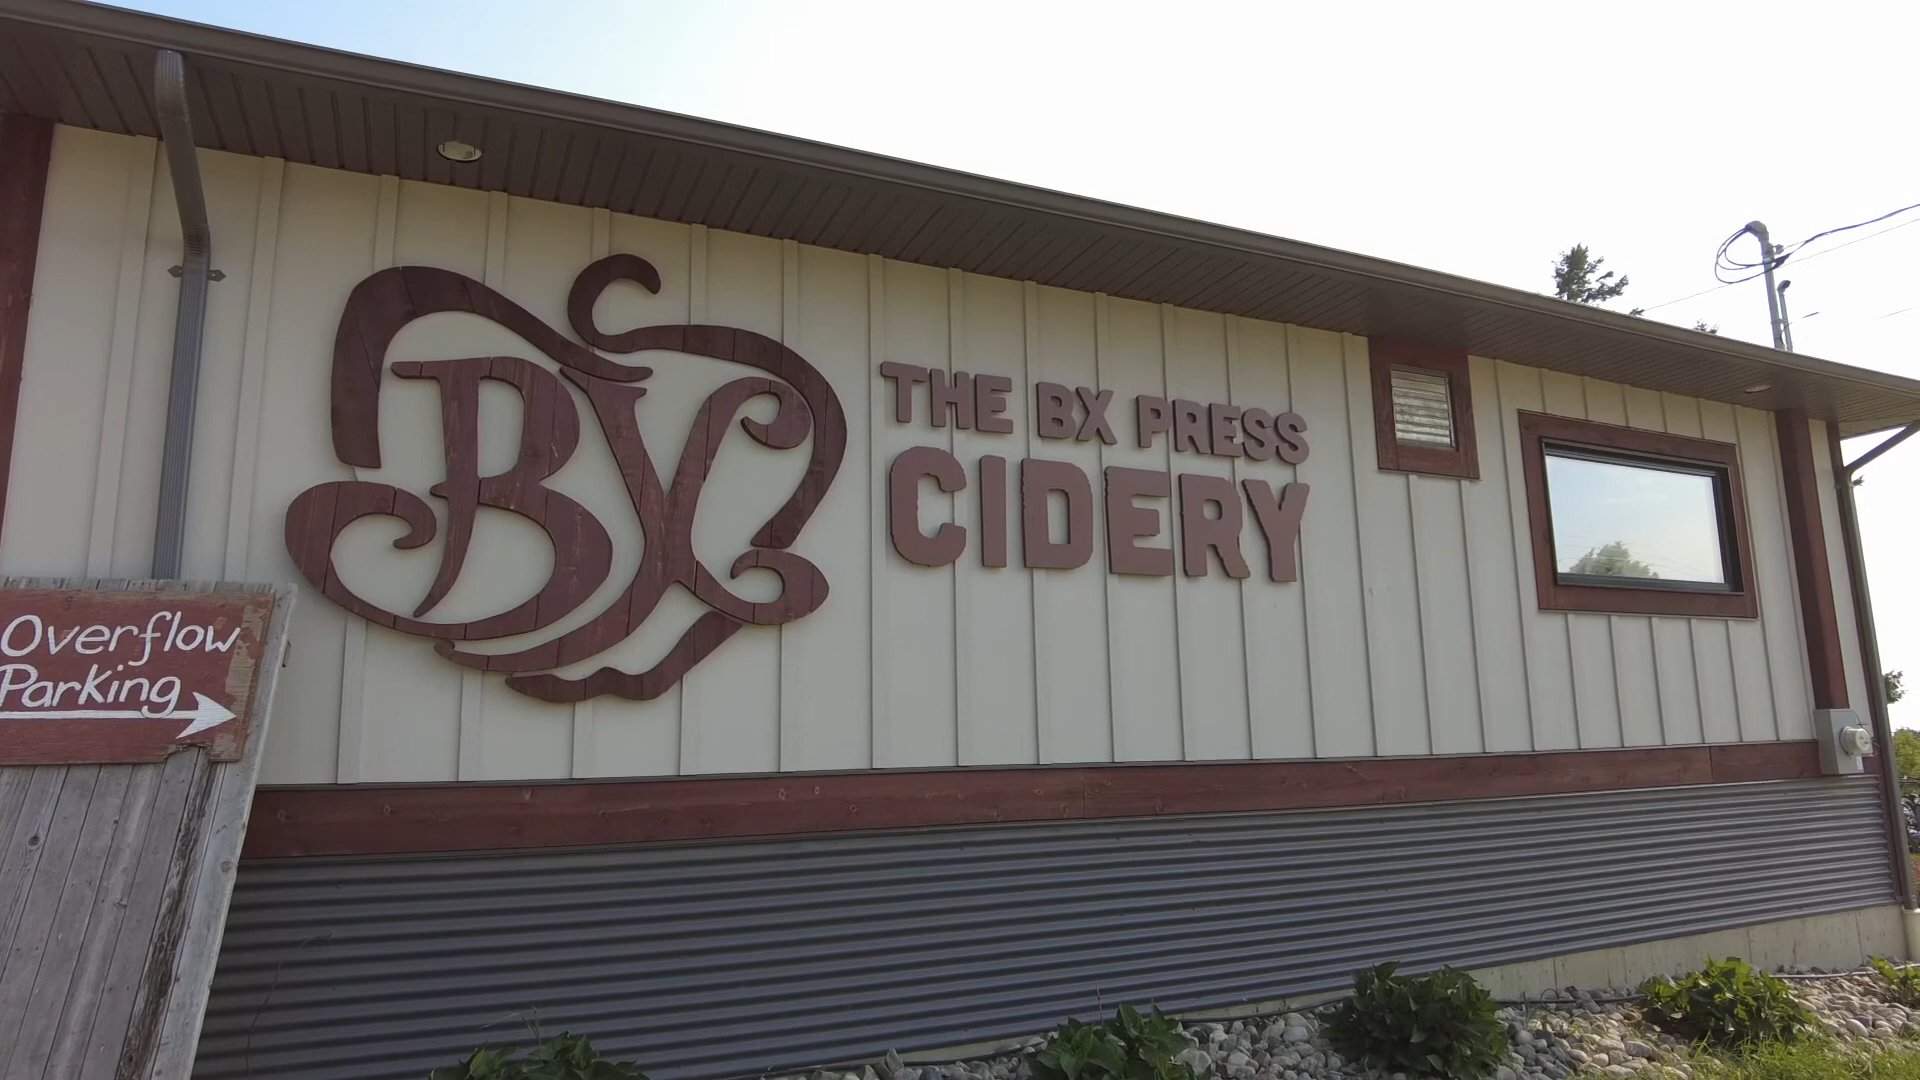 BX
THE BX PRESS
CIDERY
Overflow
Parking